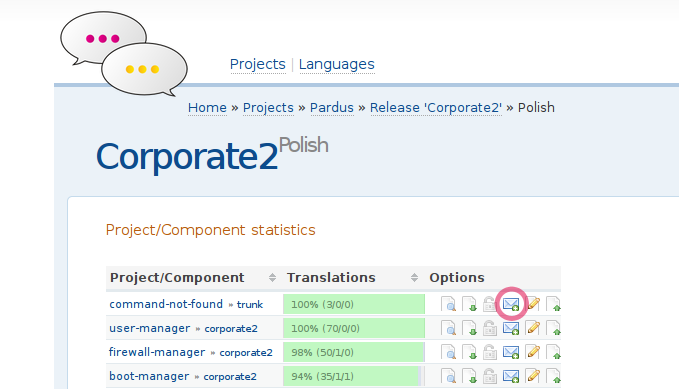 Projects | Languages
Home » Projects » Pardus » Release 'Corporate2' » Polish
Corporate2 Polish
Project/Component statistics
Project/Component Translations Options
command-not-found » trunk 100% (3/0/0)
user-manager » corporate2 100% (70/0/0)
firewall-manager » corporate2 98% (50/1/0)
boot-manager » corporate2 94% (35/1/1)